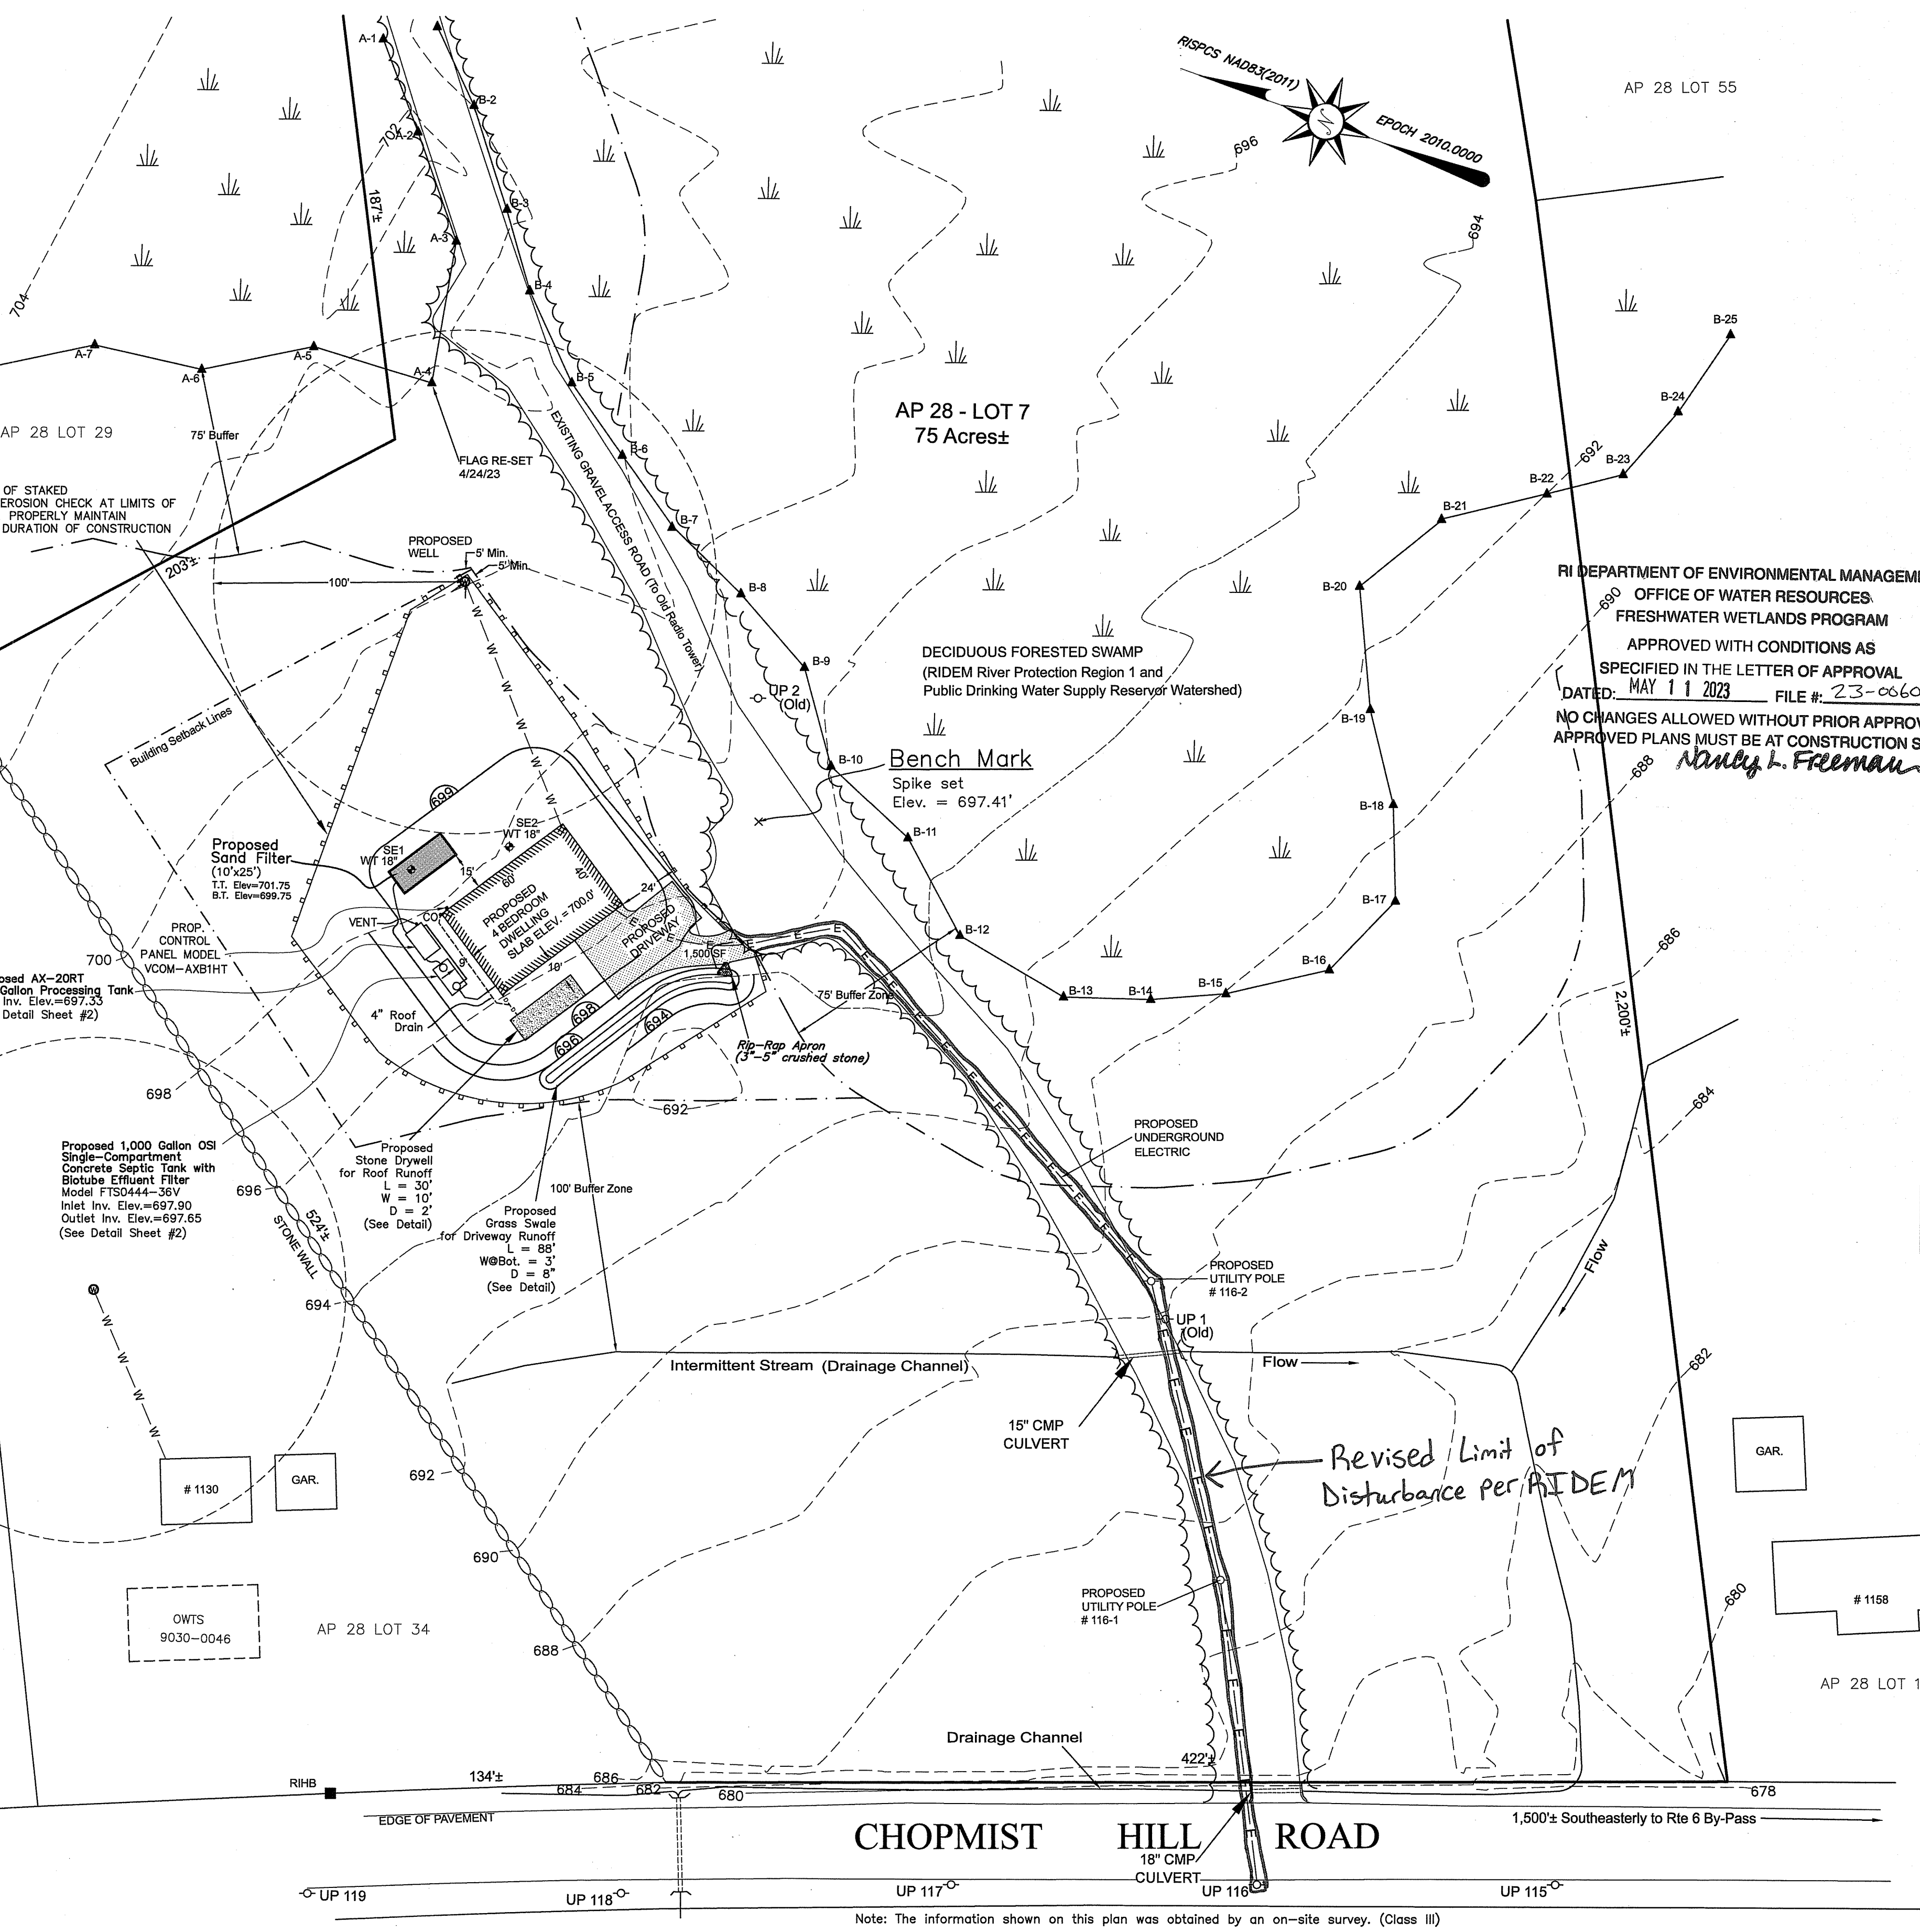 A-1
B-2
702
A-2
187'±
B-3
A-3
B-4
704
RISPCS NAD83(2011)
N
EPOCH 2010.0000
696
694
AP 28 LOT 55
A-7
A-6
A-5
A-4
B-5
B-25
B-24
AP 28 LOT 29
75' Buffer
AP 28 - LOT 7
75 Acres±
B-6
FLAG RE-SET
4/24/23
EXISTING GRAVEL ACCESS ROAD (To Old Radio Tower)
692
B-23
B-22
B-21
OF STAKED
EROSION CHECK AT LIMITS OF
PROPERLY MAINTAIN
DURATION OF CONSTRUCTION
B-7
203'±
PROPOSED
WELL
5' Min.
5' Min.
100'
B-8
B-20
690
RI DEPARTMENT OF ENVIRONMENTAL MANAGEME
OFFICE OF WATER RESOURCES
FRESHWATER WETLANDS PROGRAM
APPROVED WITH CONDITIONS AS
SPECIFIED IN THE LETTER OF APPROVAL
DATED: MAY 11 2023 FILE #: 23-0060
NO CHANGES ALLOWED WITHOUT PRIOR APPROV
APPROVED PLANS MUST BE AT CONSTRUCTION S
Nancy L. Freeman
688
W W W W W
DECIDUOUS FORESTED SWAMP
(RIDEM River Protection Region 1 and
Public Drinking Water Supply Reservoir Watershed)
B-9
UP 2
(Old)
B-19
Building Setback Lines
B-10
Bench Mark
Spike set
Elev. = 697.41'
B-18
699
B-11
SE2
WT 18"
SE1
WT 18"
Proposed
Sand Filter
(10'x25')
T.T. Elev=701.75
B.T. Elev=699.75
15'
60'
40'
24'
PROPOSED
4 BEDROOM
DWELLING
SLAB ELEV. = 700.0'
PROPOSED
DRIVEWAY
1,500 SF
VENT
CO
9'
10'
B-17
B-12
686
PROP.
CONTROL
PANEL MODEL
VCOM-AXB1HT
700
osed AX-20RT
Gallon Processing Tank
Inv. Elev.=697.33
Detail Sheet #2)
B-16
B-15
B-14
B-13
75' Buffer Zone
4" Roof
Drain
698
696
694
2,200'±
Rip-Rap Apron
(3"-5" crushed stone)
698
692
684
PROPOSED
UNDERGROUND
ELECTRIC
Proposed 1,000 Gallon OSI
Single-Compartment
Concrete Septic Tank with
Biotube Effluent Filter
Model FTS0444-36V
Inlet Inv. Elev.=697.90
Outlet Inv. Elev.=697.65
(See Detail Sheet #2)
696
Proposed
Stone Drywell
for Roof Runoff
L = 30'
W = 10'
D = 2'
(See Detail)
100' Buffer Zone
524'±
STONE WALL
Proposed
Grass Swale
for Driveway Runoff
L = 88'
W@Bot. = 3'
D = 8"
(See Detail)
Flow
PROPOSED
UTILITY POLE
# 116-2
W
694
UP 1
(Old)
W W W W W
Intermittent Stream (Drainage Channel)
Flow
682
15" CMP
CULVERT
Revised Limit of
Disturbance per RIDEM
GAR.
692
# 1130
GAR.
690
PROPOSED
UTILITY POLE
# 116-1
680
# 1158
OWTS
9030-0046
AP 28 LOT 34
688
AP 28 LOT 1
Drainage Channel
422'±
RIHB
134'±
686
684
682
680
678
EDGE OF PAVEMENT
1,500'± Southeasterly to Rte 6 By-Pass
CHOPMIST HILL ROAD
18" CMP
CULVERT
UP 119
UP 118
UP 117
UP 116
UP 115
Note: The information shown on this plan was obtained by an on-site survey. (Class III)